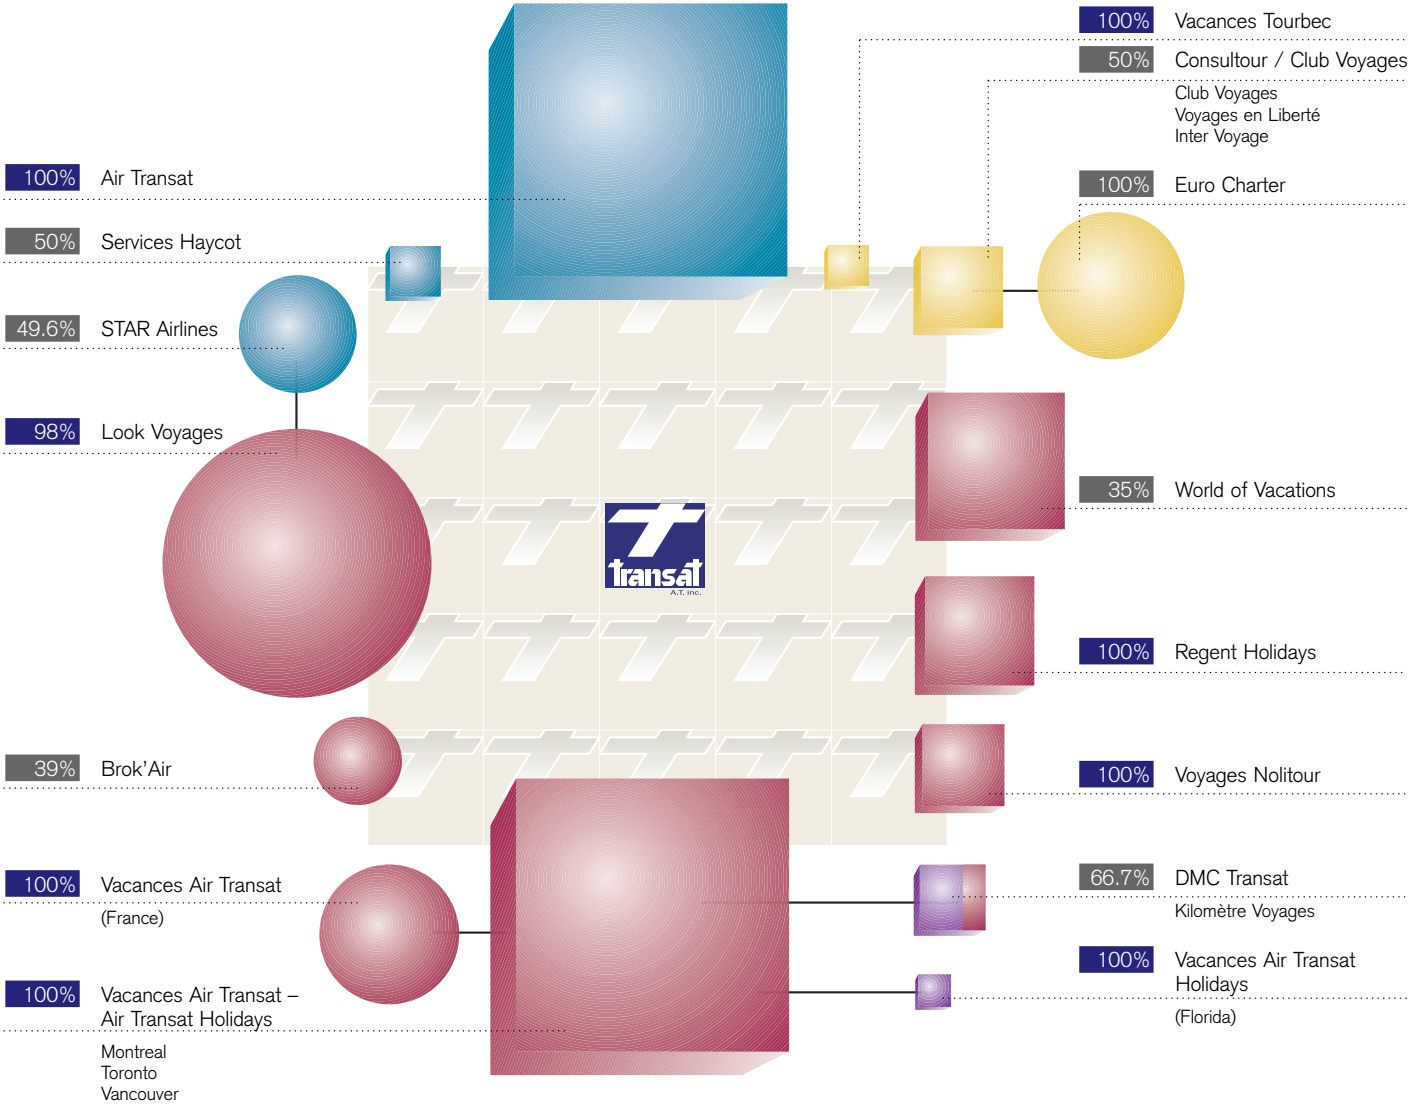 100% Air Transat
50% Services Haycot
49.6% STAR Airlines
98% Look Voyages
39% Brok'Air
100% Vacances Air Transat
(France)
100% Vacances Air Transat –
Air Transat Holidays
Montreal
Toronto
Vancouver
transat
A.T. inc.
100% Vacances Tourbec
50% Consultour / Club Voyages
Club Voyages
Voyages en Liberté
Inter Voyage
100% Euro Charter
35% World of Vacations
100% Regent Holidays
100% Voyages Nolitour
66.7% DMC Transat
Kilomètre Voyages
100% Vacances Air Transat
Holidays
(Florida)